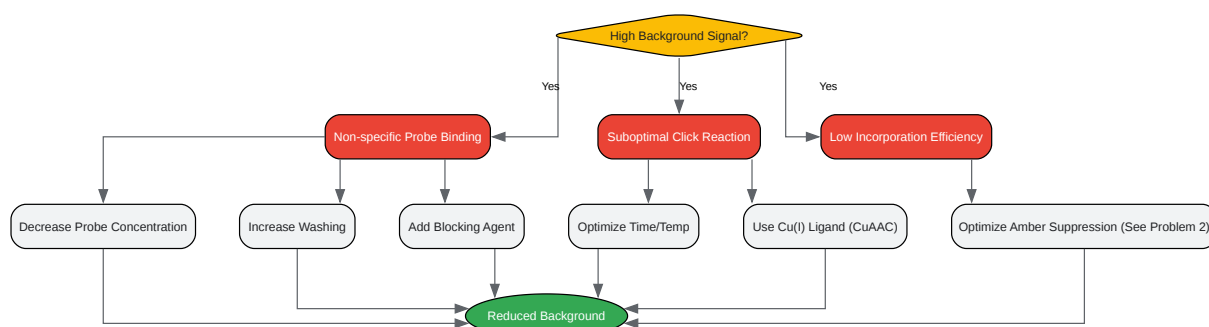 High Background Signal?
Yes
Yes
Yes
Non-specific Probe Binding
Suboptimal Click Reaction
Low Incorporation Efficiency
Decrease Probe Concentration
Increase Washing
Add Blocking Agent
Optimize Time/Temp
Use Cu(I) Ligand (CuAAC)
Optimize Amber Suppression (See Problem 2)
Reduced Background